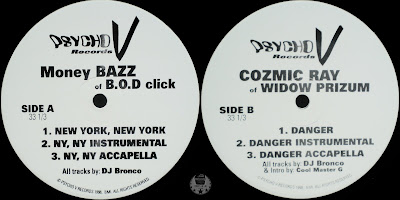 PSYCHO V
Records
Money BAZZ
of B.O.D click
SIDE A
33 1/3
1. NEW YORK, NEW YORK
2. NY, NY INSTRUMENTAL
3. NY, NY ACCAPELLA
All tracks by: DJ Bronco
PSYCHO V
Records
COZMIC RAY
of WIDOW PRIZUM
SIDE B
33 1/3
1. DANGER
2. DANGER INSTRUMENTAL
3. DANGER ACCAPELLA
All tracks by: DJ Bronco
& Intro by: Cool Master G